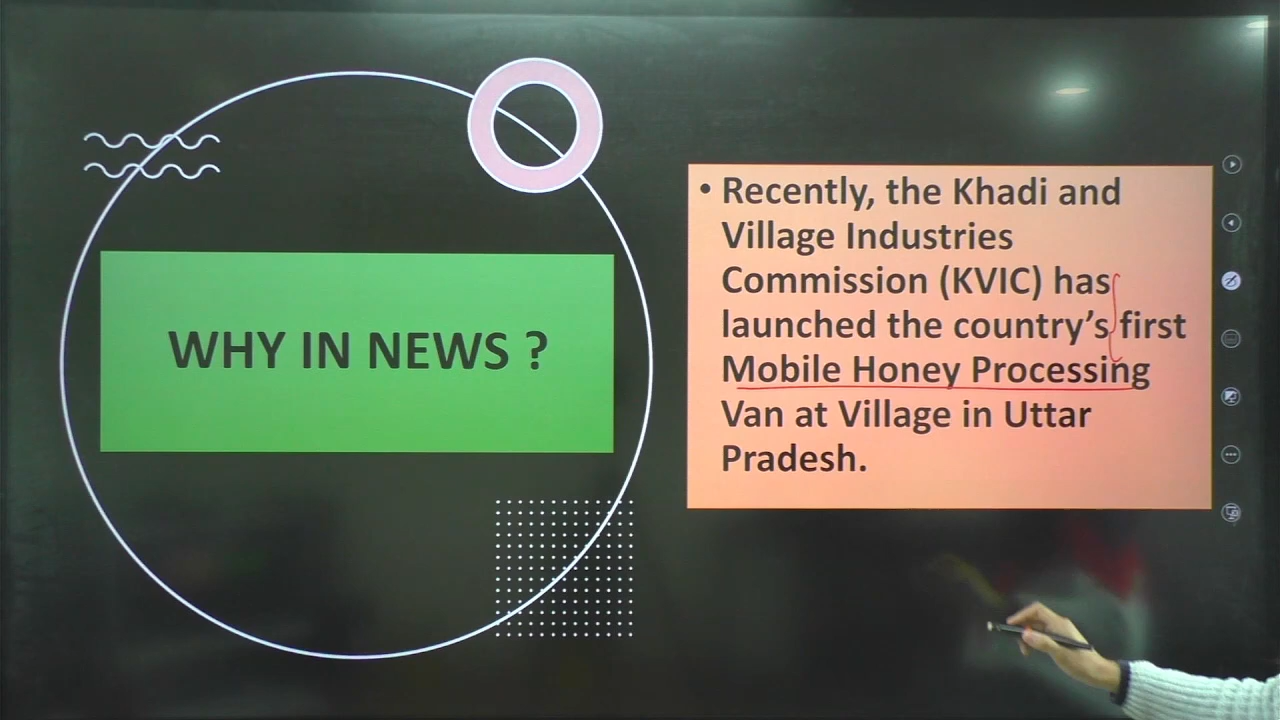 WHY IN NEWS ?
• Recently, the Khadi and
Village Industries
Commission (KVIC) has
launched the country’s first
Mobile Honey Processing
Van at Village in Uttar
Pradesh.